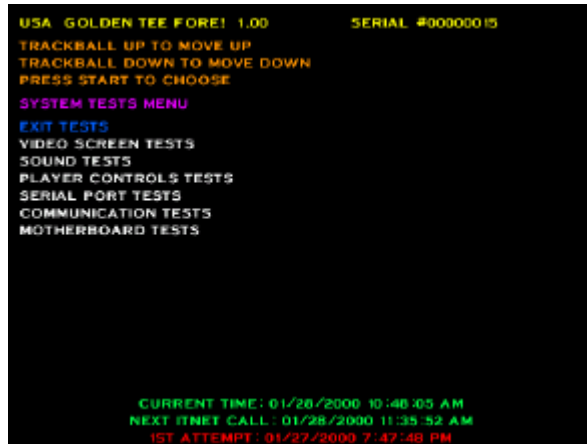 USA GOLDEN TEE FORE! 1.00 SERIAL #00000015
TRACKBALL UP TO MOVE UP
TRACKBALL DOWN TO MOVE DOWN
PRESS START TO CHOOSE
SYSTEM TESTS MENU
EXIT TESTS
VIDEO SCREEN TESTS
SOUND TESTS
PLAYER CONTROLS TESTS
SERIAL PORT TESTS
COMMUNICATION TESTS
MOTHERBOARD TESTS
CURRENT TIME: 01/28/2000 10:48:05 AM
NEXT ITNET CALL: 01/28/2000 11:35:52 AM
1ST ATTEMPT: 01/27/2000 7:47:48 PM